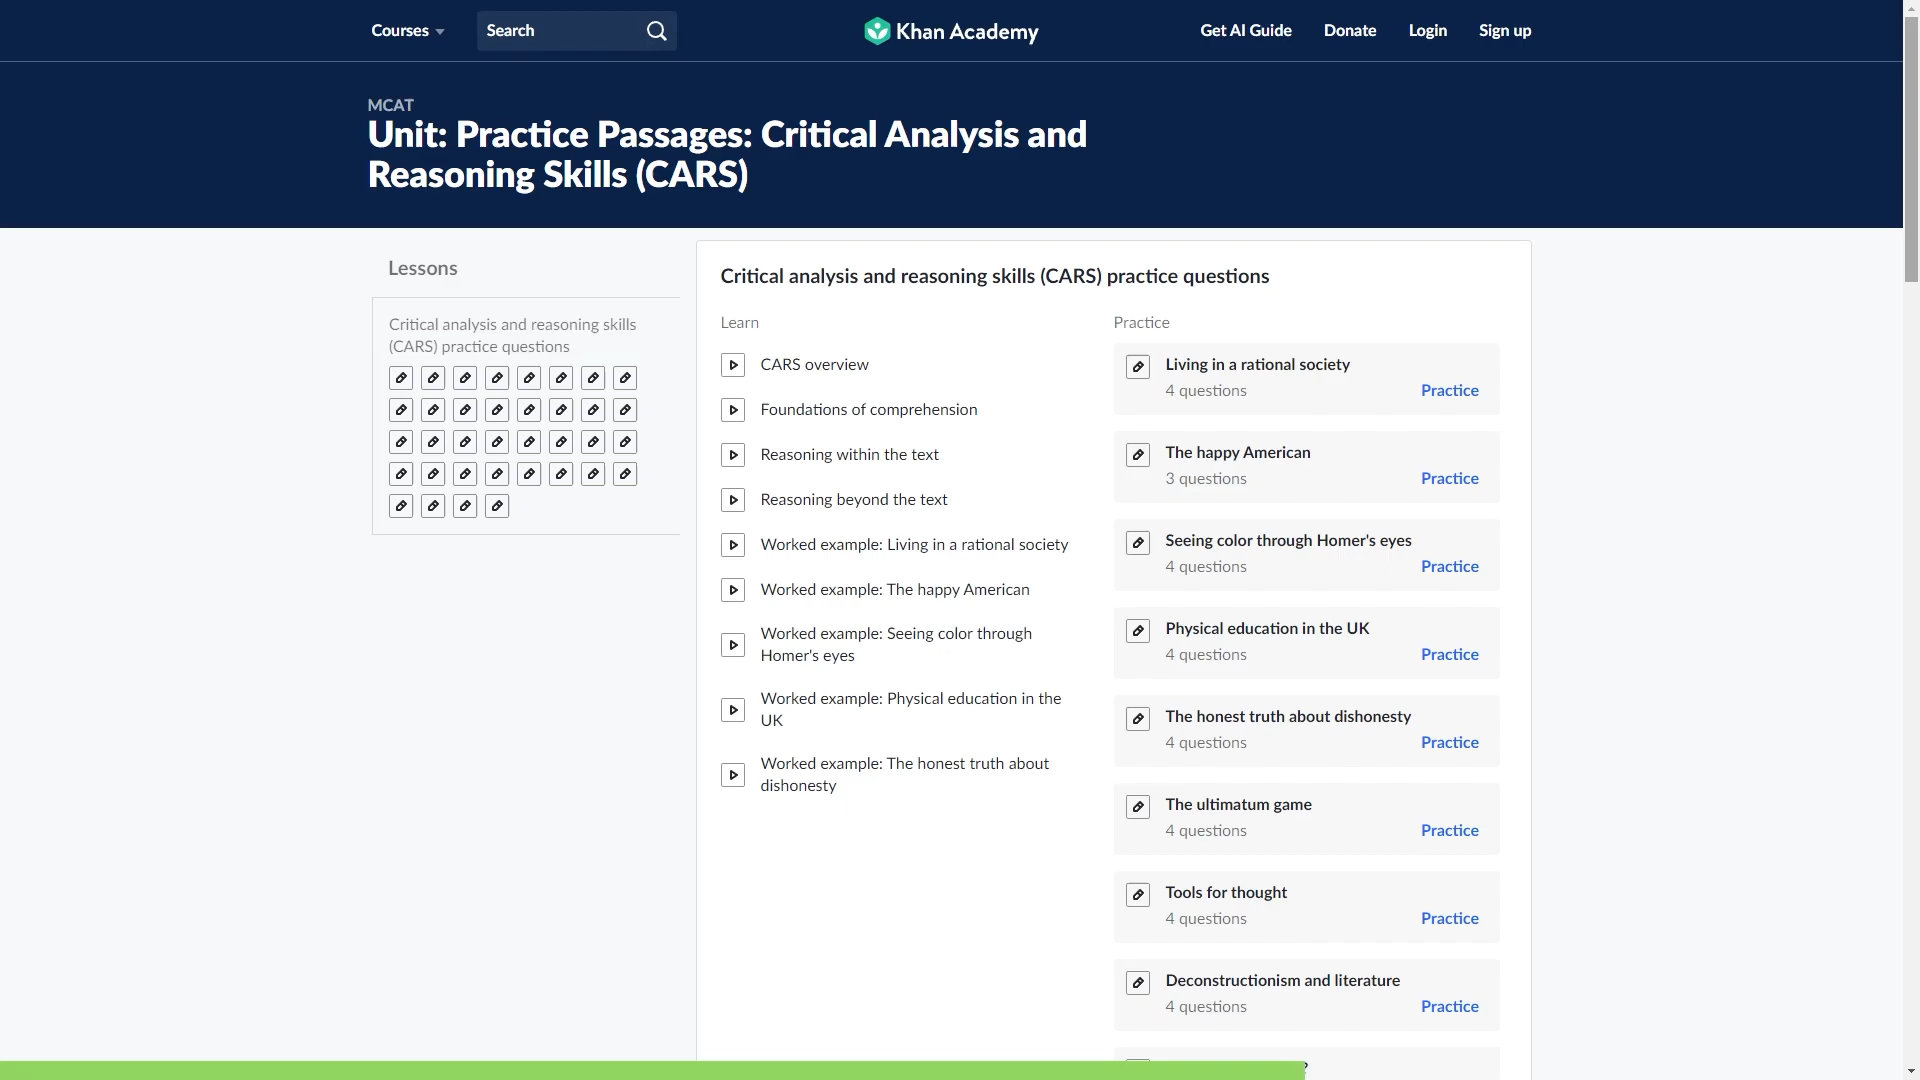 Courses
Search
Khan Academy
Get AI Guide
Donate
Login
Sign up
MCAT
Unit: Practice Passages: Critical Analysis and
Reasoning Skills (CARS)
Lessons
Critical analysis and reasoning skills
(CARS) practice questions
Critical analysis and reasoning skills (CARS) practice questions
Learn
CARS overview
Foundations of comprehension
Reasoning within the text
Reasoning beyond the text
Worked example: Living in a rational society
Worked example: The happy American
Worked example: Seeing color through
Homer's eyes
Worked example: Physical education in the
UK
Worked example: The honest truth about
dishonesty
Practice
Living in a rational society
4 questions
Practice
The happy American
3 questions
Practice
Seeing color through Homer's eyes
4 questions
Practice
Physical education in the UK
4 questions
Practice
The honest truth about dishonesty
4 questions
Practice
The ultimatum game
4 questions
Practice
Tools for thought
4 questions
Practice
Deconstructionism and literature
4 questions
Practice